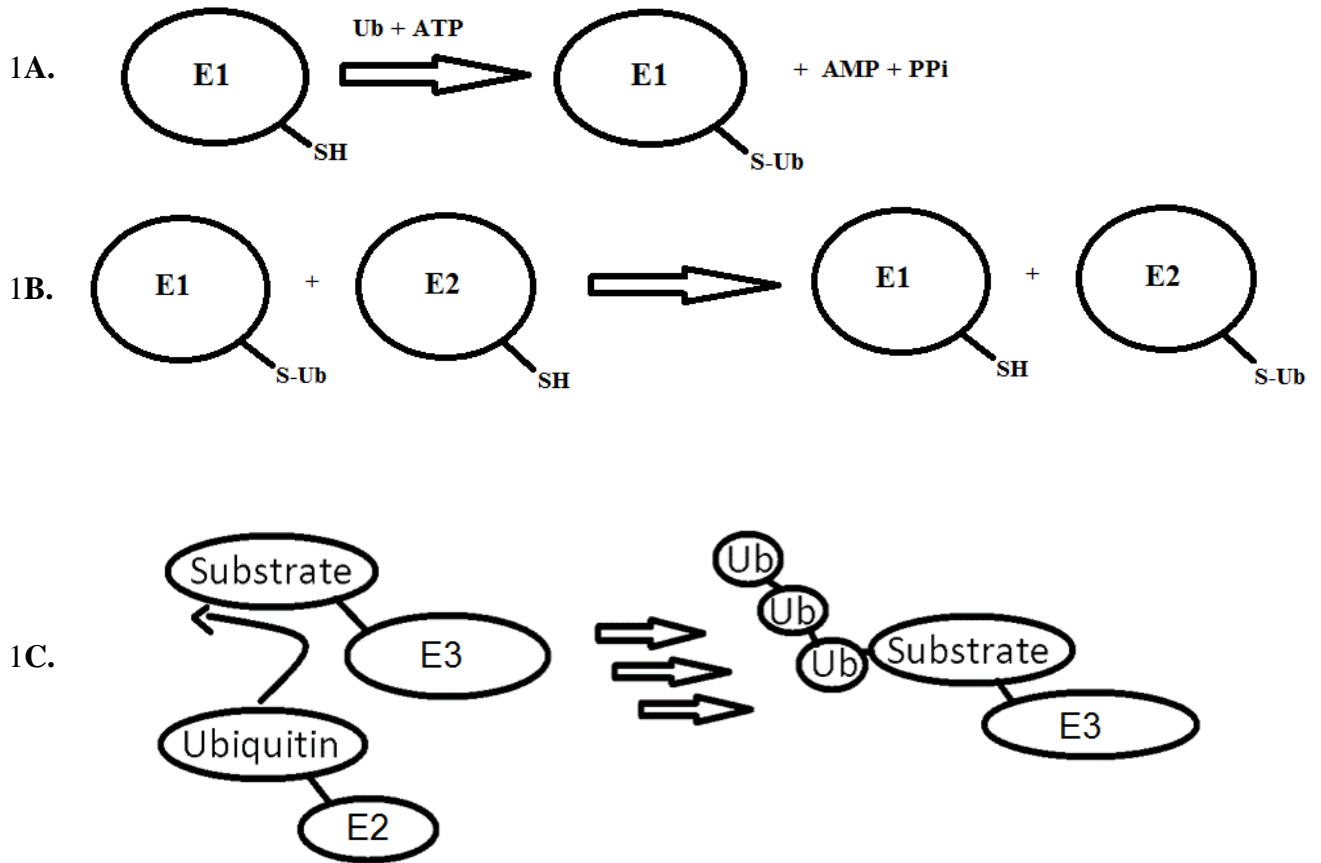 1A.
E1
SH
Ub + ATP
E1
S-Ub
+ AMP + PPi
1B.
E1
S-Ub
+
E2
SH
E1
SH
+
E2
S-Ub
1C.
Substrate
E3
Ubiquitin
E2
Ub
Ub
Ub
Substrate
E3